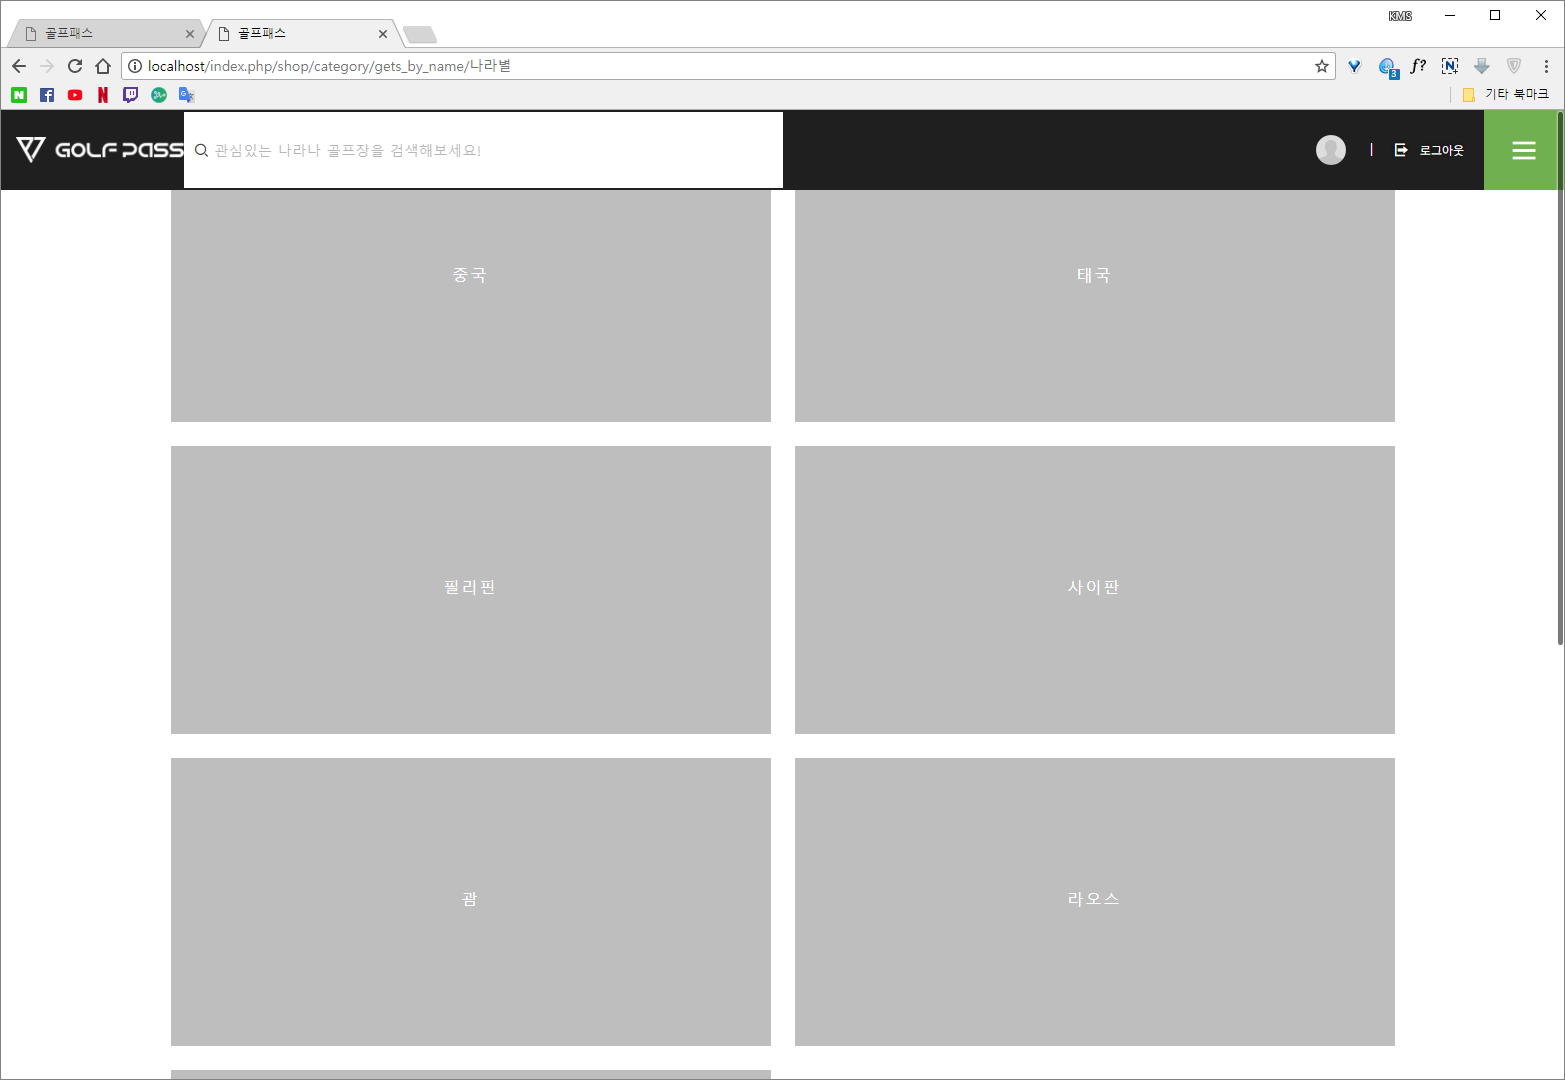 KMS
골프패스
골프패스
localhost/index.php/shop/category/gets_by_name/나라별
3
f?
N
기타 북마크
GOLF PASS
관심있는 나라나 골프장을 검색해보세요!
로그아웃
중국
태국
필리핀
사이판
괌
라오스